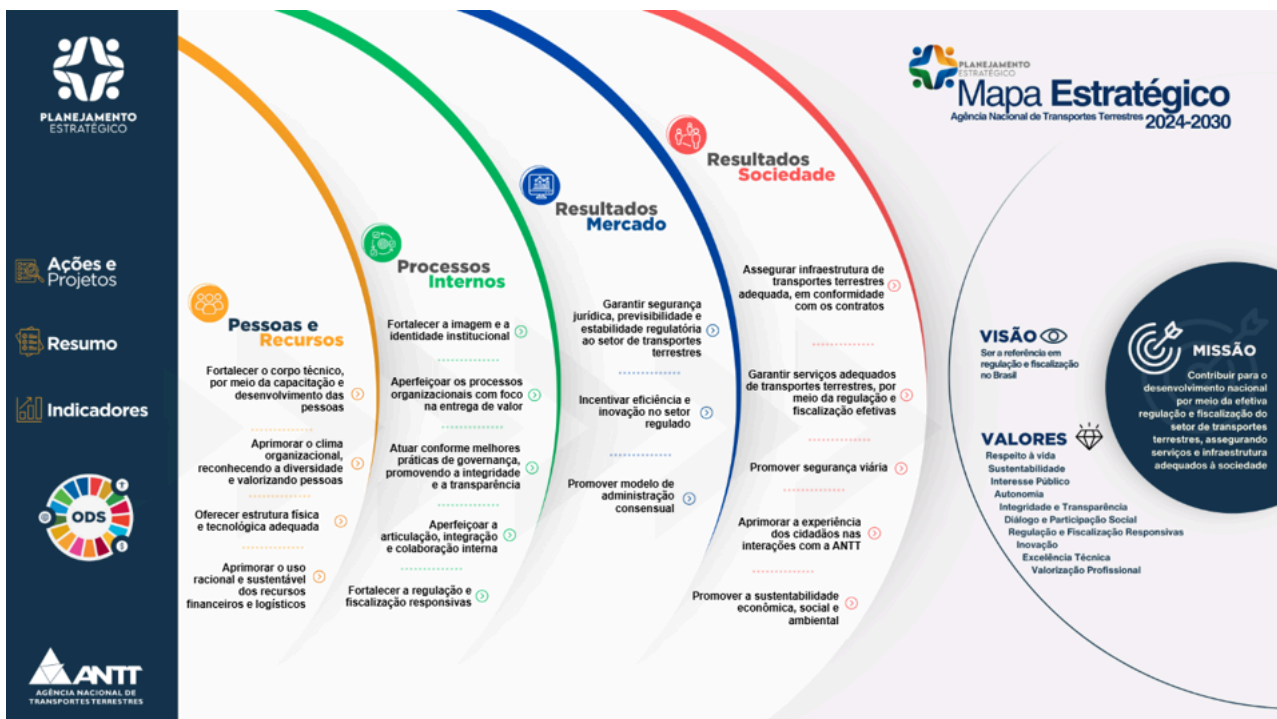 PLANEJAMENTO
ESTRATÉGICO
Ações e
Projetos
Resumo
Indicadores
ODS
ANTT
AGÊNCIA NACIONAL DE
TRANSPORTES TERRESTRES
PLANEJAMENTO
ESTRATÉGICO
Mapa Estratégico
Agência Nacional de Transportes Terrestres 2024-2030
Pessoas e
Recursos
Fortalecer o corpo técnico,
por meio da capacitação e
desenvolvimento das
pessoas
Aprimorar o clima
organizacional,
reconhecendo a diversidade
e valorizando pessoas
Oferecer estrutura física
e tecnológica adequada
Aprimorar o uso
racional e sustentável
dos recursos
financeiros e logísticos
Processos
Internos
Fortalecer a imagem e a
identidade institucional
Aperfeiçoar os processos
organizacionais com foco
na entrega de valor
Atuar conforme melhores
práticas de governança,
promovendo a integridade
e a transparência
Aperfeiçoar a
articulação, integração
e colaboração interna
Fortalecer a regulação e
fiscalização responsivas
Resultados
Mercado
Garantir segurança
jurídica, previsibilidade e
estabilidade regulatória
ao setor de transportes
terrestres
Incentivar eficiência e
inovação no setor
regulado
Promover modelo de
administração
consensual
Resultados
Sociedade
Assegurar infraestrutura de
transportes terrestres
adequada, em conformidade
com os contratos
Garantir serviços adequados
de transportes terrestres, por
meio da regulação e
fiscalização efetivas
Promover segurança viária
Aprimorar a experiência
dos cidadãos nas
interações com a ANTT
Promover a sustentabilidade
econômica, social e
ambiental
VISÃO
Ser a referência em
regulação e fiscalização
no Brasil
VALORES
Respeito à vida
Sustentabilidade
Interesse Público
Autonomia
Integridade e Transparência
Diálogo e Participação Social
Regulação e Fiscalização Responsivas
Inovação
Excelência Técnica
Valorização Profissional
MISSÃO
Contribuir para o
desenvolvimento nacional
por meio da efetiva
regulação e fiscalização do
setor de transportes
terrestres, assegurando
serviços e infraestrutura
adequados à sociedade